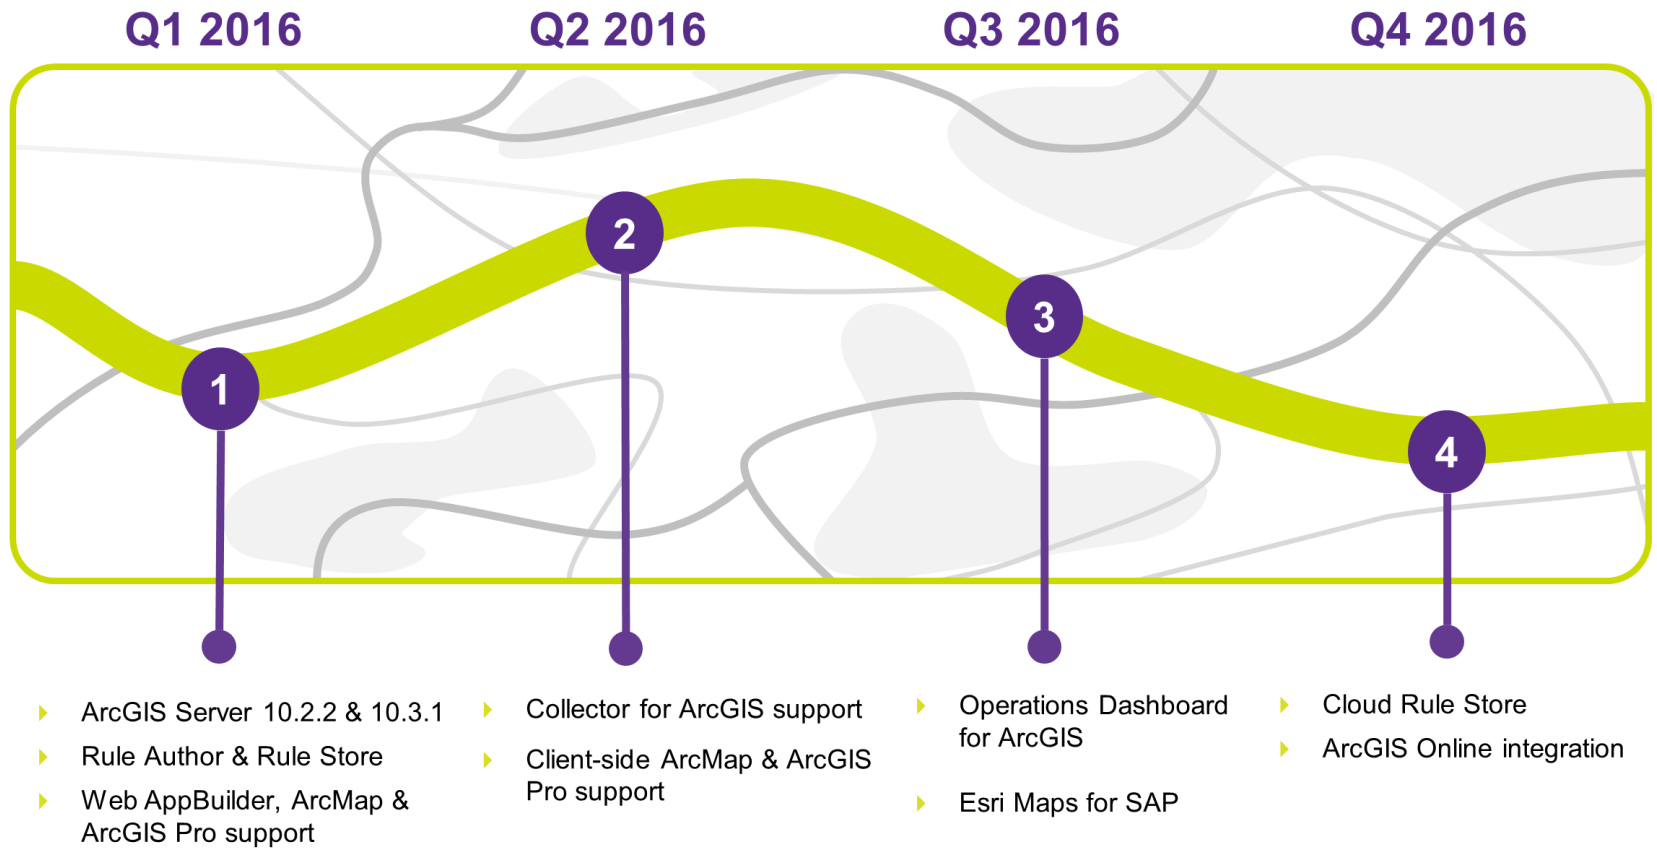 Q1 2016
Q2 2016
Q3 2016
Q4 2016
1
2
3
4
ArcGIS Server 10.2.2 & 10.3.1
Rule Author & Rule Store
Web AppBuilder, ArcMap &
ArcGIS Pro support
Collector for ArcGIS support
Client-side ArcMap & ArcGIS
Pro support
Operations Dashboard
for ArcGIS
Esri Maps for SAP
Cloud Rule Store
ArcGIS Online integration